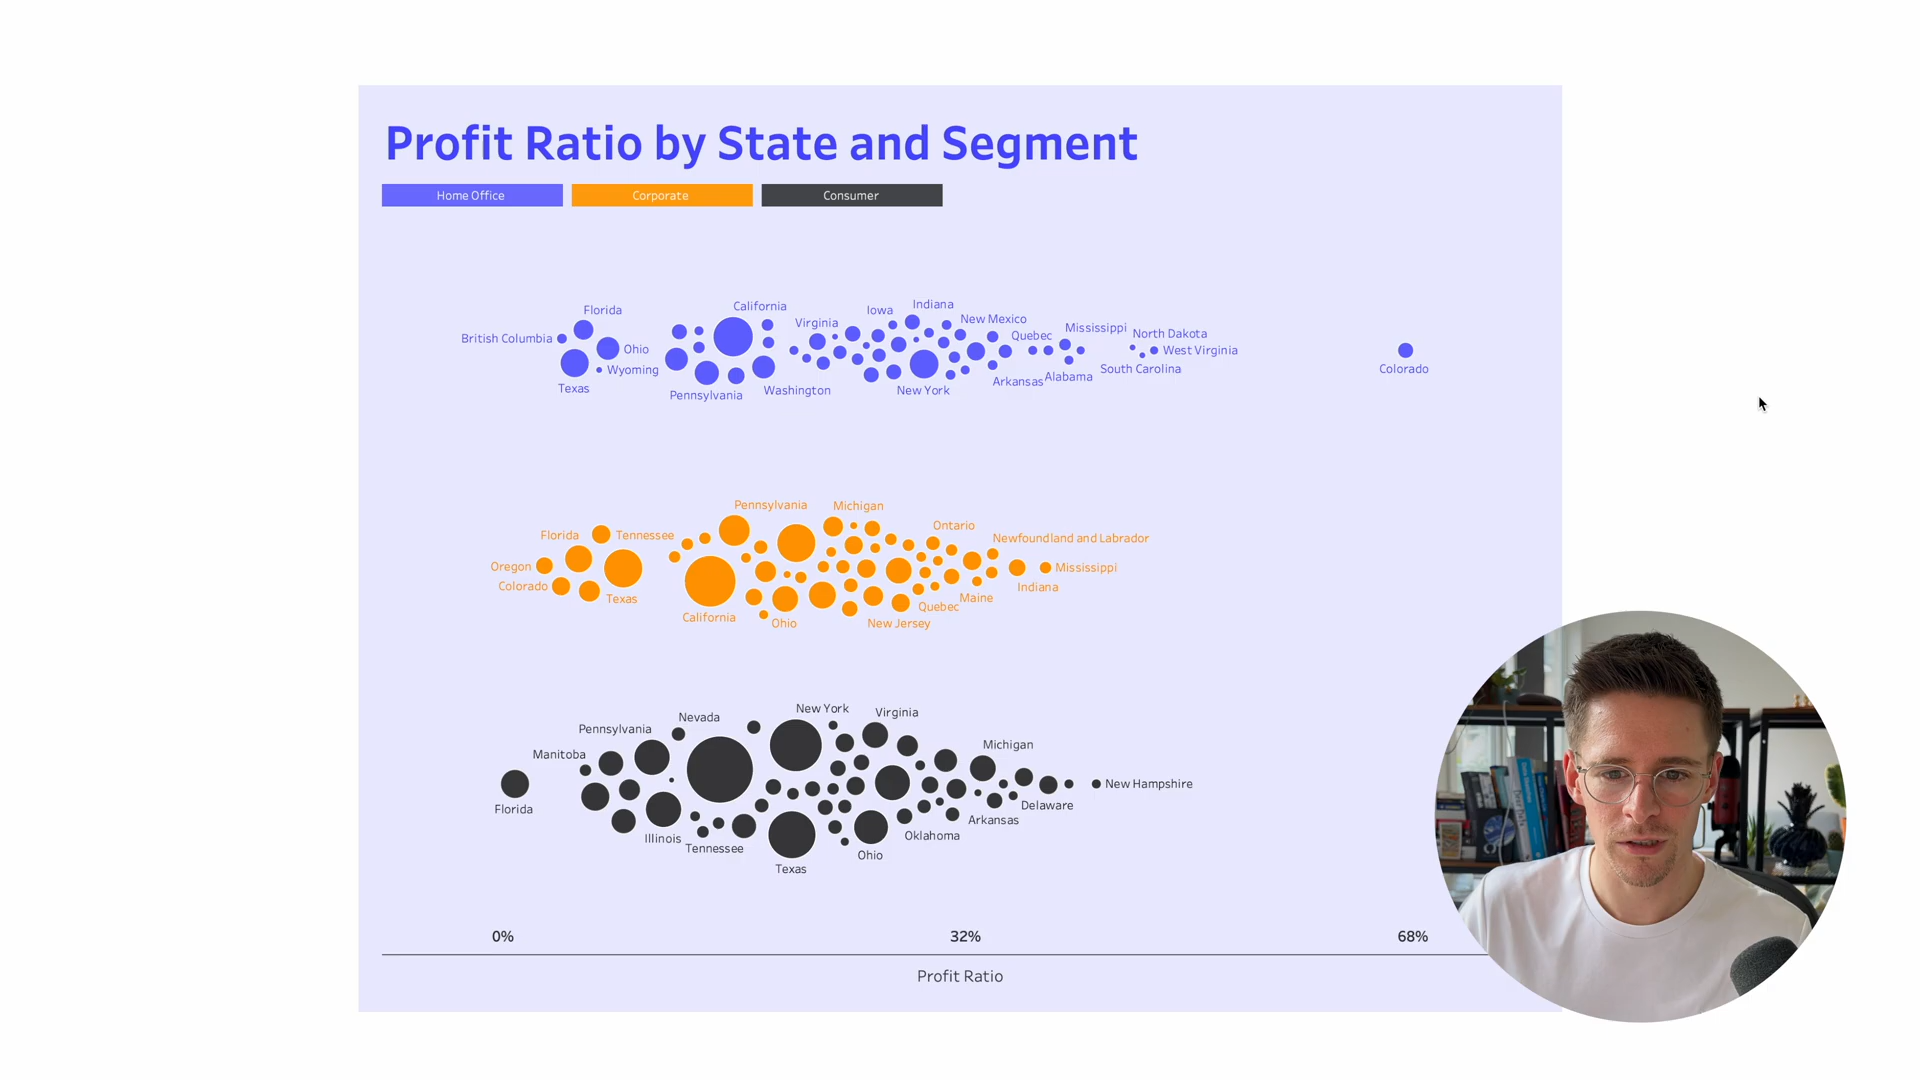 Profit Ratio by State and Segment
Home Office
Corporate
Consumer
Florida
California
Virginia
Iowa
Indiana
New Mexico
Quebec
Mississippi
North Dakota
British Columbia
Ohio
Wyoming
West Virginia
Texas
Pennsylvania
Washington
New York
Arkansas
Alabama
South Carolina
Colorado
Pennsylvania
Michigan
Florida
Tennessee
Ontario
Newfoundland and Labrador
Oregon
Colorado
Mississippi
Texas
Indiana
California
Ohio
New Jersey
Quebec
Maine
New York
Virginia
Nevada
Pennsylvania
Manitoba
Michigan
New Hampshire
Florida
Delaware
Illinois
Tennessee
Arkansas
Oklahoma
Ohio
Texas
0%
32%
68%
Profit Ratio